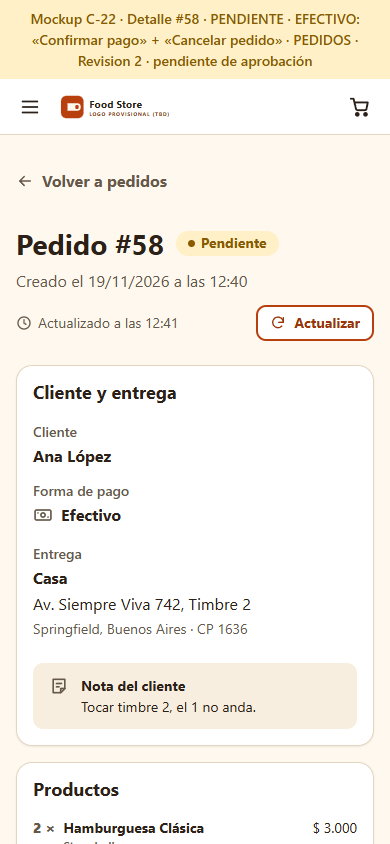 Mockup C-22 · Detalle #58 · PENDIENTE · EFECTIVO:
«Confirmar pago» + «Cancelar pedido» · PEDIDOS ·
Revision 2 · pendiente de aprobación
Food Store
LOGO PROVISIONAL (TBD)
Volver a pedidos
Pedido #58
Pendiente
Creado el 19/11/2026 a las 12:40
Actualizado a las 12:41
Actualizar
Cliente y entrega
Cliente
Ana López
Forma de pago
Efectivo
Entrega
Casa
Av. Siempre Viva 742, Timbre 2
Springfield, Buenos Aires · CP 1636
Nota del cliente
Tocar timbre 2, el 1 no anda.
Productos
2 × Hamburguesa Clásica $ 3.000